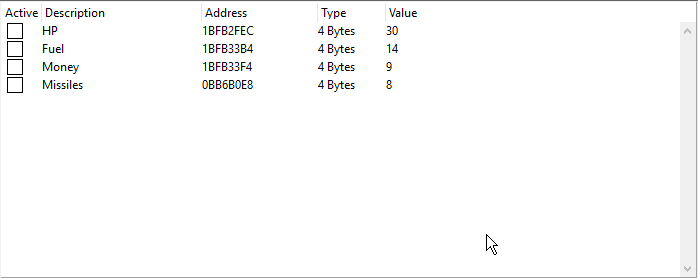 Active Description Address Type Value
HP 1BFB2FEC 4 Bytes 30
Fuel 1BFB33B4 4 Bytes 14
Money 1BFB33F4 4 Bytes 9
Missiles 0BB6B0E8 4 Bytes 8